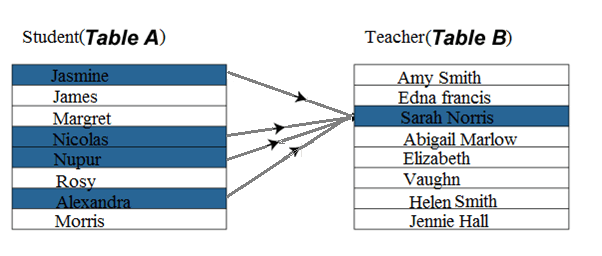 Student(Table A)
Jasmine
James
Margret
Nicolas
Nupur
Rosy
Alexandra
Morris
Teacher(Table B)
Amy Smith
Edna francis
Sarah Norris
Abigail Marlow
Elizabeth
Vaughn
Helen Smith
Jennie Hall